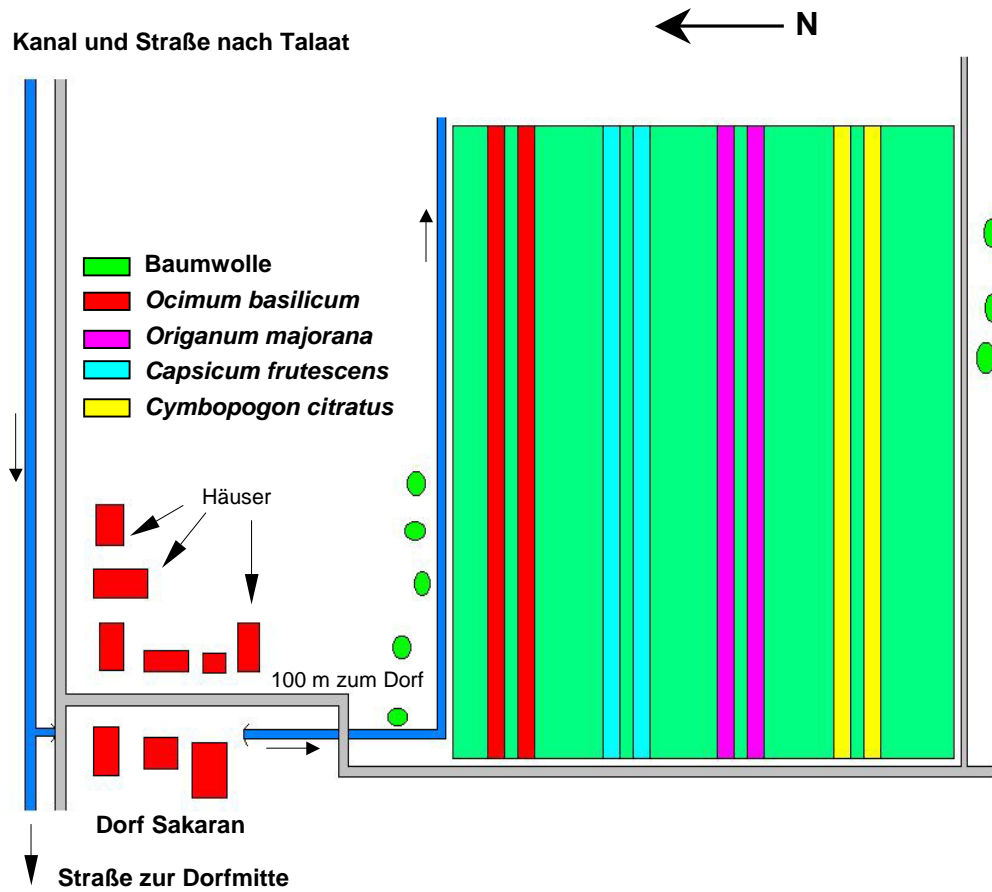 N
Kanal und Straße nach Talaat
Baumwolle
Ocimum basilicum
Origanum majorana
Capsicum frutescens
Cymbopogon citratus
Häuser
100 m zum Dorf
Dorf Sakaran
Straße zur Dorfmitte